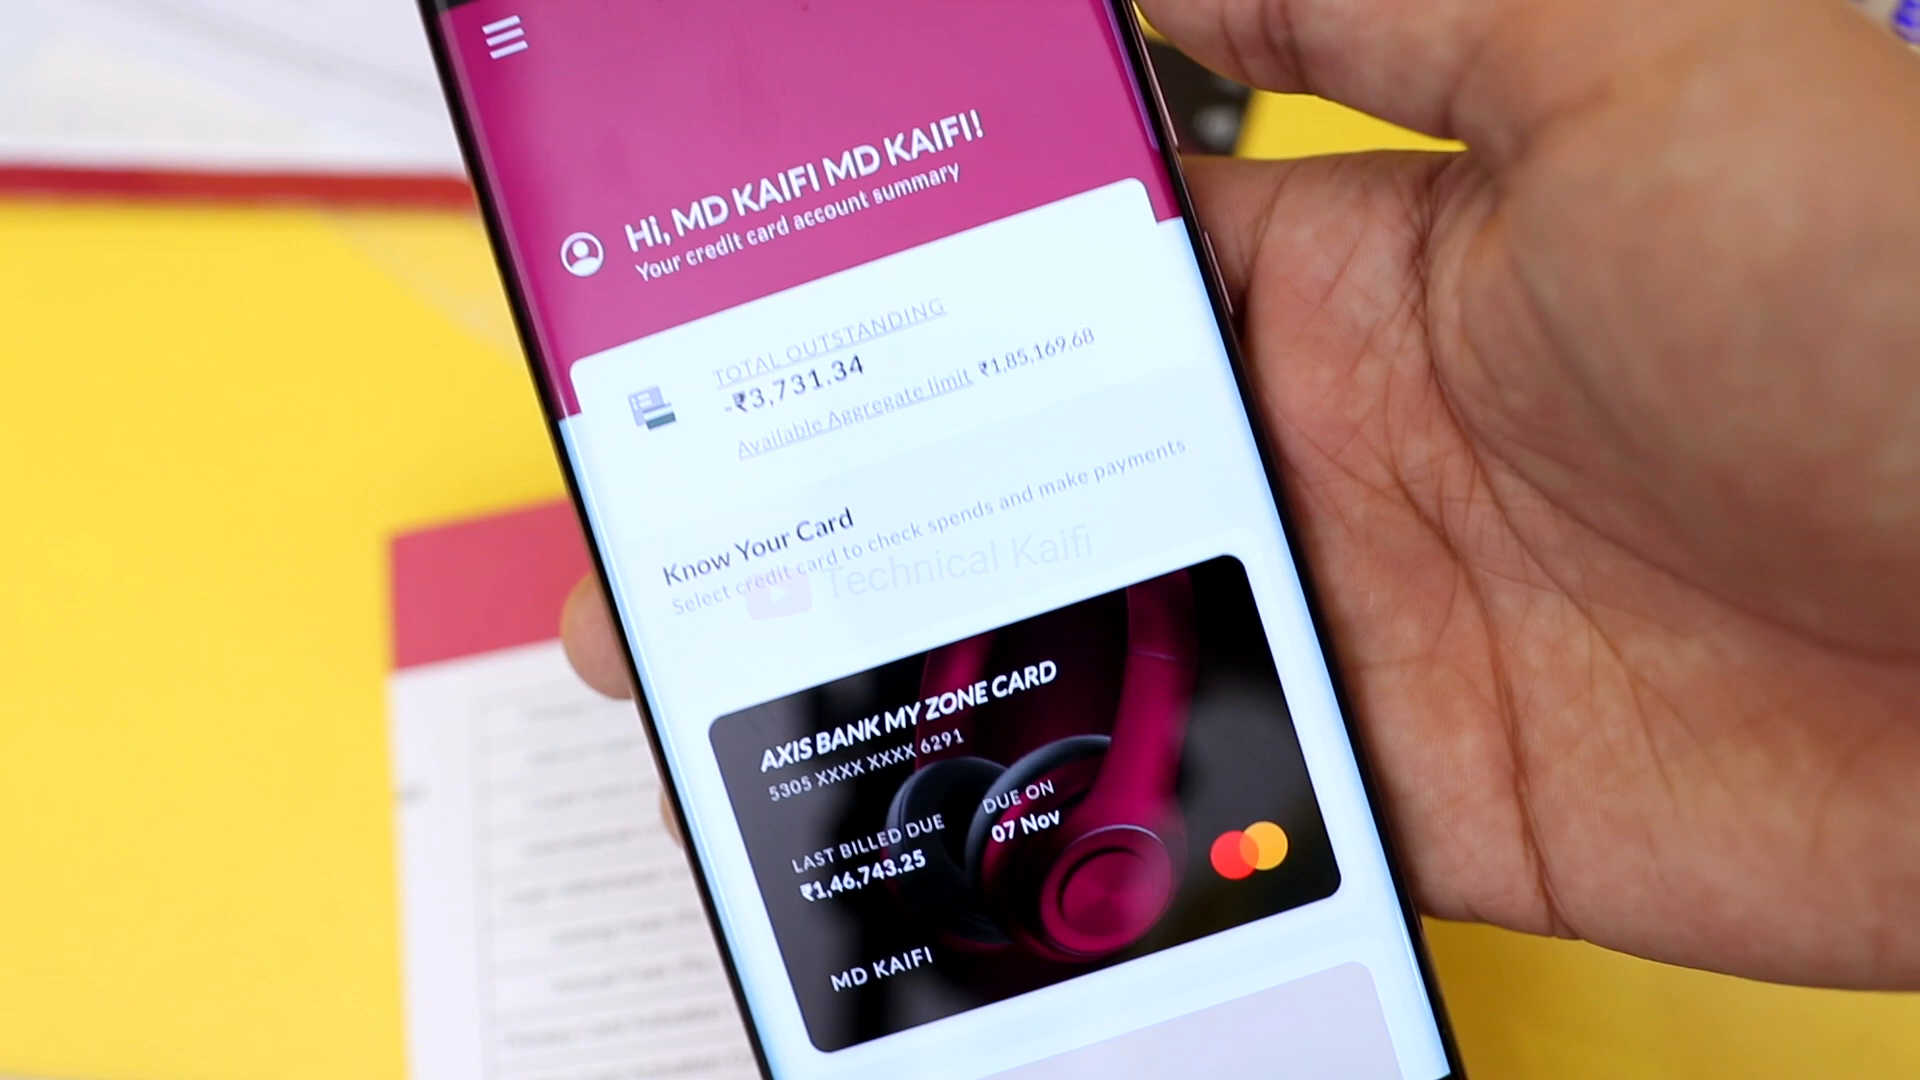 Hi, MD KAIFI MD KAIFI!
Your credit card account summary
TOTAL OUTSTANDING
-₹3,731.34
Available Aggregate limit ₹1,85,169.68
Know Your Card
Select credit card to check spends and make payments
Technical Kaifi
AXIS BANK MY ZONE CARD
5305 XXXX XXXX 6291
LAST BILLED DUE
₹1,46,743.25
DUE ON
07 Nov
MD KAIFI